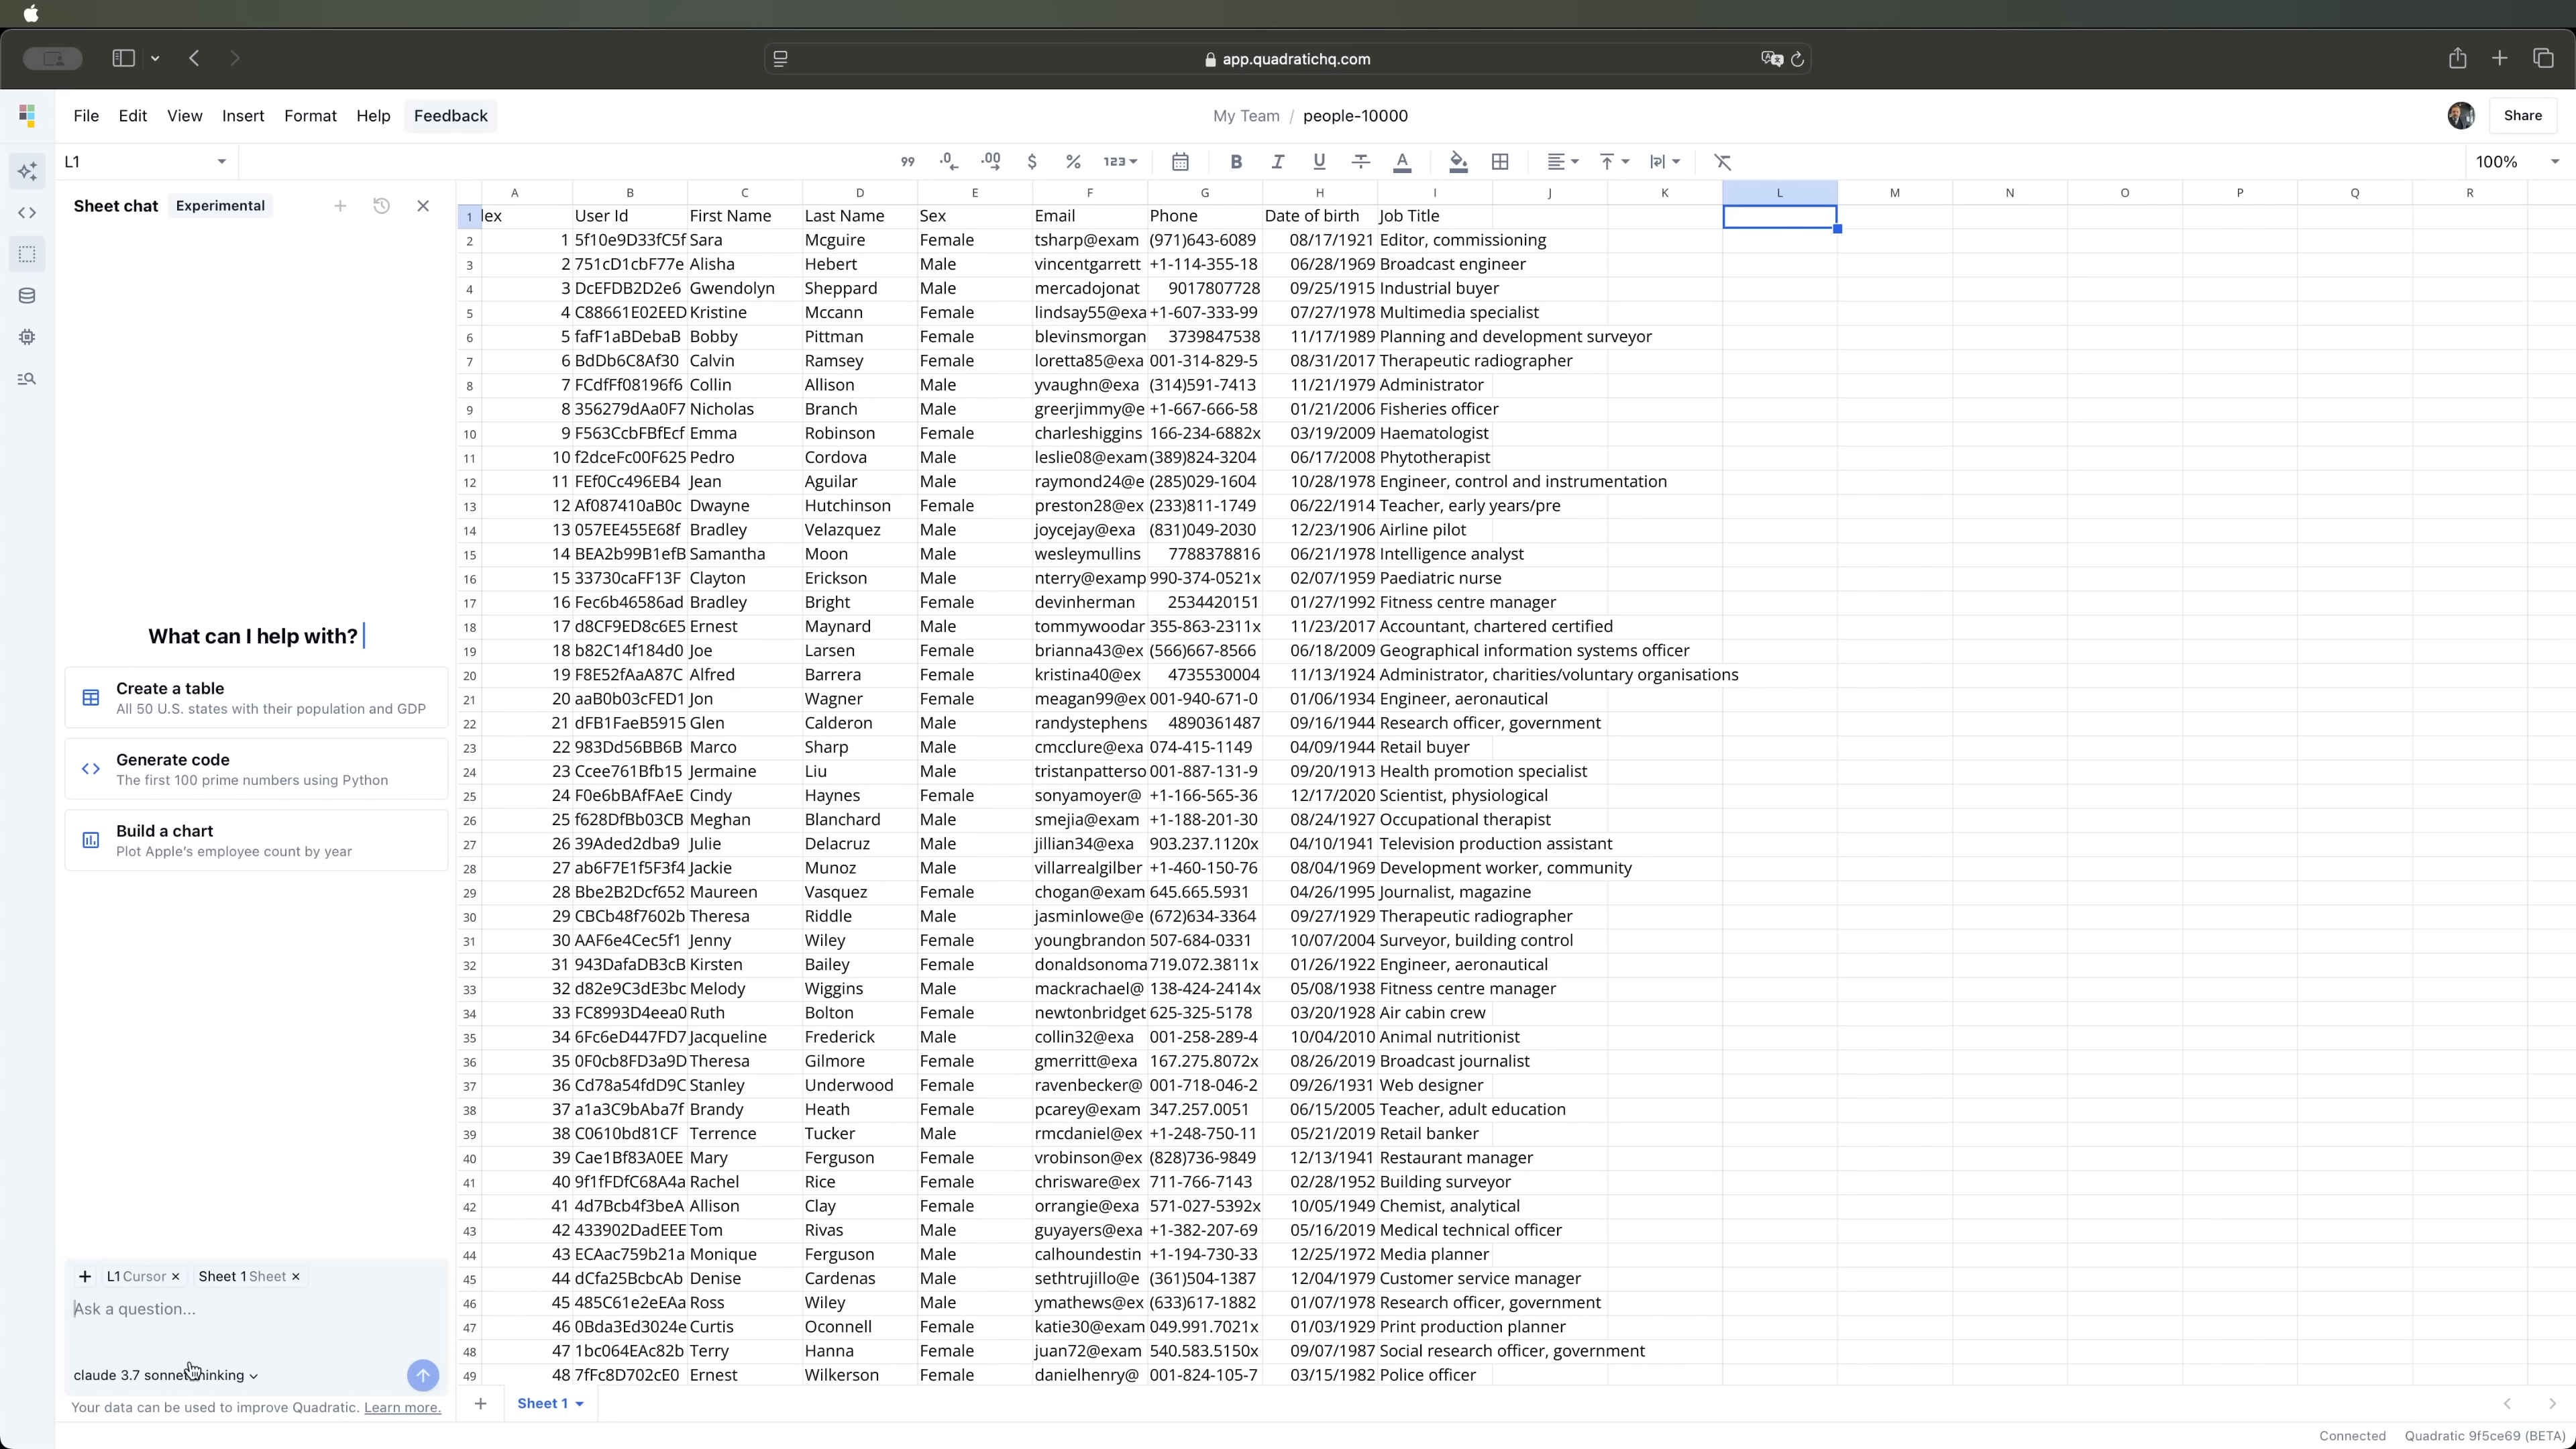 app.quadratichq.com
File Edit View Insert Format Help Feedback
My Team / people-10000
Share
L1
99 .0 .00 $ % 123 B I U A
100%
Sheet chat Experimental
What can I help with?
Create a table
All 50 U.S. states with their population and GDP
Generate code
The first 100 prime numbers using Python
Build a chart
Plot Apple's employee count by year
L1 Cursor × Sheet 1 Sheet ×
Ask a question...
claude 3.7 sonnet
Your data can be used to improve Quadratic. Learn more.
A B C D E F G H I J K L M N O P Q R
1 lex User Id First Name Last Name Sex Email Phone Date of birth Job Title
2 1 5f10e9D33fC5f Sara Mcguire Female tsharp@exam (971)643-6089 08/17/1921 Editor, commissioning
3 2 751cD1cbF77e Alisha Hebert Male vincentgarrett +1-114-355-18 06/28/1969 Broadcast engineer
4 3 DcEFDB2D2e6 Gwendolyn Sheppard Male mercadojonat 9017807728 09/25/1915 Industrial buyer
5 4 C88661E02EED Kristine Mccann Female lindsay55@exa +1-607-333-99 07/27/1978 Multimedia specialist
6 5 fafF1aBDebaB Bobby Pittman Female blevinsmorgan 3739847538 11/17/1989 Planning and development surveyor
7 6 BdDb6C8Af30 Calvin Ramsey Female loretta85@exa 001-314-829-5 08/31/2017 Therapeutic radiographer
8 7 FCdfFf08196f6 Collin Allison Male yvaughn@exa (314)591-7413 11/21/1979 Administrator
9 8 356279dAa0F7 Nicholas Branch Male greerjimmy@e +1-667-666-58 01/21/2006 Fisheries officer
10 9 F563CcbFBfEcf Emma Robinson Female charleshiggins 166-234-6882x 03/19/2009 Haematologist
11 10 f2dceFc00F625 Pedro Cordova Male leslie08@exam (389)824-3204 06/17/2008 Phytotherapist
12 11 FEf0Cc496EB4 Jean Aguilar Male raymond24@e (285)029-1604 10/28/1978 Engineer, control and instrumentation
13 12 Af087410aB0c Dwayne Hutchinson Female preston28@ex (233)811-1749 06/22/1914 Teacher, early years/pre
14 13 057EE455E68f Bradley Velazquez Male joycejay@exa (831)049-2030 12/23/1906 Airline pilot
15 14 BEA2b99B1efB Samantha Moon Male wesleymullins 7788378816 06/21/1978 Intelligence analyst
16 15 33730caFF13F Clayton Erickson Male nterry@examp 990-374-0521x 02/07/1959 Paediatric nurse
17 16 Fec6b46586ad Bradley Bright Female devinherman 2534420151 01/27/1992 Fitness centre manager
18 17 d8CF9ED8c6E5 Ernest Maynard Male tommywoodar 355-863-2311x 11/23/2017 Accountant, chartered certified
19 18 b82C14f184d0 Joe Larsen Female brianna43@ex (566)667-8566 06/18/2009 Geographical information systems officer
20 19 F8E52fAaA87C Alfred Barrera Female kristina40@ex 4735530004 11/13/1924 Administrator, charities/voluntary organisations
21 20 aaB0b03cFED1 Jon Wagner Female meagan99@ex 001-940-671-0 01/06/1934 Engineer, aeronautical
22 21 dFB1FaeB5915 Glen Calderon Male randystephens 4890361487 09/16/1944 Research officer, government
23 22 983Dd56BB6B Marco Sharp Male cmcclure@exa 074-415-1149 04/09/1944 Retail buyer
24 23 Ccee761Bfb15 Jermaine Liu Male tristanpatterso 001-887-131-9 09/20/1913 Health promotion specialist
25 24 F0e6bBAfFAeE Cindy Haynes Female sonyamoyer@ +1-166-565-36 12/17/2020 Scientist, physiological
26 25 f628DfBb03CB Meghan Blanchard Male smejia@exam +1-188-201-30 08/24/1927 Occupational therapist
27 26 39Aded2dba9 Julie Delacruz Male jillian34@exa 903.237.1120x 04/10/1941 Television production assistant
28 27 ab6F7E1f5F3f4 Jackie Munoz Male villarrealgilber +1-460-150-76 08/04/1969 Development worker, community
29 28 Bbe2B2Dcf652 Maureen Vasquez Female chogan@exam 645.665.5931 04/26/1995 Journalist, magazine
30 29 CBCb48f7602b Theresa Riddle Male jasminlowe@e (672)634-3364 09/27/1929 Therapeutic radiographer
31 30 AAF6e4Cec5f1 Jenny Wiley Female youngbrandon 507-684-0331 10/07/2004 Surveyor, building control
32 31 943DafaDB3cB Kirsten Bailey Female donaldsonoma 719.072.3811x 01/26/1922 Engineer, aeronautical
33 32 d82e9C3dE3bc Melody Wiggins Male mackrachael@ 138-424-2414x 05/08/1938 Fitness centre manager
34 33 FC8993D4eea0 Ruth Bolton Female newtonbridget 625-325-5178 03/20/1928 Air cabin crew
35 34 6Fc6eD447FD7 Jacqueline Frederick Male collin32@exa 001-258-289-4 10/04/2010 Animal nutritionist
36 35 0F0cb8FD3a9D Theresa Gilmore Female gmerritt@exa 167.275.8072x 08/26/2019 Broadcast journalist
37 36 Cd78a54fdD9C Stanley Underwood Female ravenbecker@ 001-718-046-2 09/26/1931 Web designer
38 37 a1a3C9bAba7f Brandy Heath Female pcarey@exam 347.257.0051 06/15/2005 Teacher, adult education
39 38 C0610bd81CF Terrence Tucker Male rmcdaniel@ex +1-248-750-11 05/21/2019 Retail banker
40 39 Cae1Bf83A0EE Mary Ferguson Female vrobinson@ex (828)736-9849 12/13/1941 Restaurant manager
41 40 9f1fFDfC68A4a Rachel Rice Female chrisware@ex 711-766-7143 02/28/1952 Building surveyor
42 41 4d7Bcb4f3beA Allison Clay Female orrangie@exa 571-027-5392x 10/05/1949 Chemist, analytical
43 42 433902DadEEE Tom Rivas Male guyayers@exa +1-382-207-69 05/16/2019 Medical technical officer
44 43 ECAac759b21a Monique Ferguson Male calhoundestin +1-194-730-33 12/25/1972 Media planner
45 44 dCfa25BcbcAb Denise Cardenas Male sethtrujillo@e (361)504-1387 12/04/1979 Customer service manager
46 45 485C61e2eEAa Ross Wiley Male ymathews@ex (633)617-1882 01/07/1978 Research officer, government
47 46 0Bda3Ed3024e Curtis Oconnell Female katie30@exam 049.991.7021x 01/03/1929 Print production planner
48 47 1bc064EAc82b Terry Hanna Female juan72@exam 540.583.5150x 09/07/1987 Social research officer, government
49 48 7fFc8D702cE0 Ernest Wilkerson Female danielhenry@ 001-824-105-7 03/15/1982 Police officer
Sheet 1
Connected Quadratic 9f5ce69 (BETA)